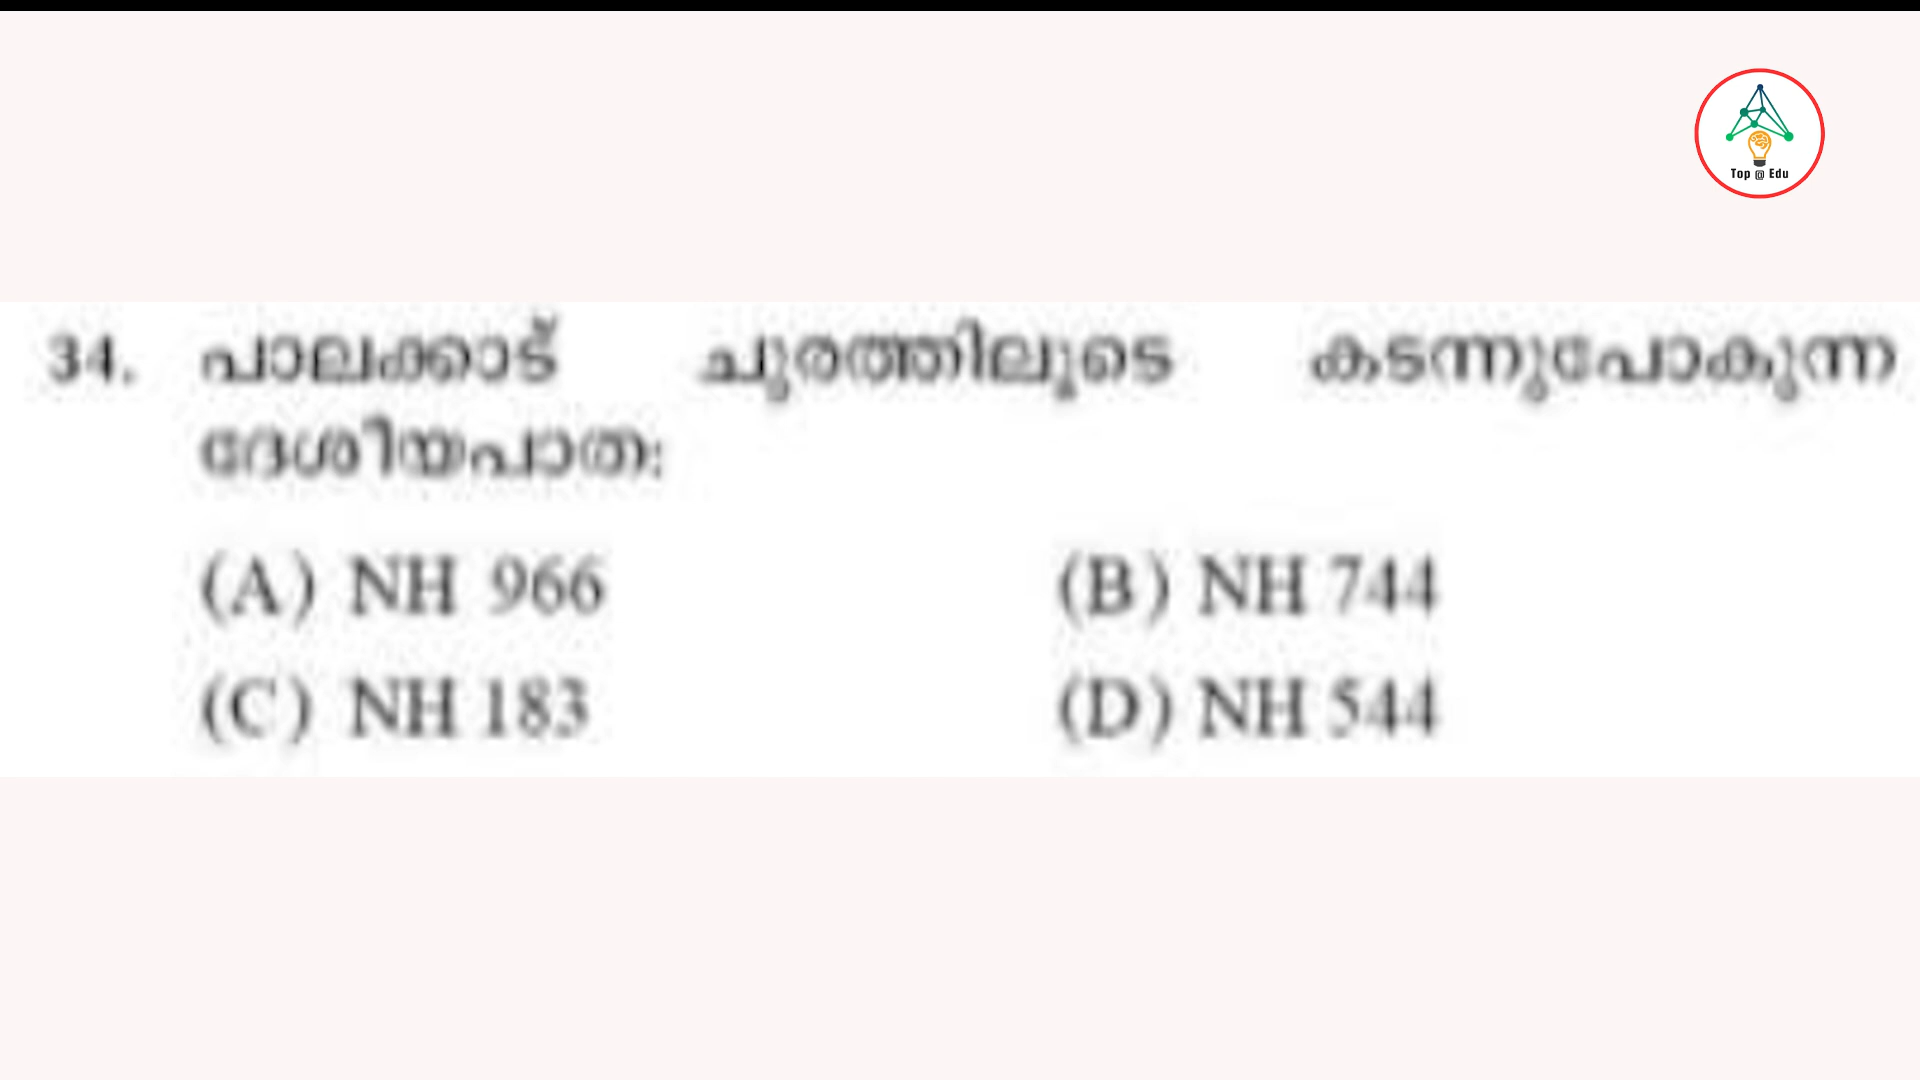 Top @ Edu
34. പാലക്കാട് ചുരത്തിലൂടെ കടന്നുപോകുന്ന
ദേശീയപാത:
(A) NH 966 (B) NH 744
(C) NH 183 (D) NH 544